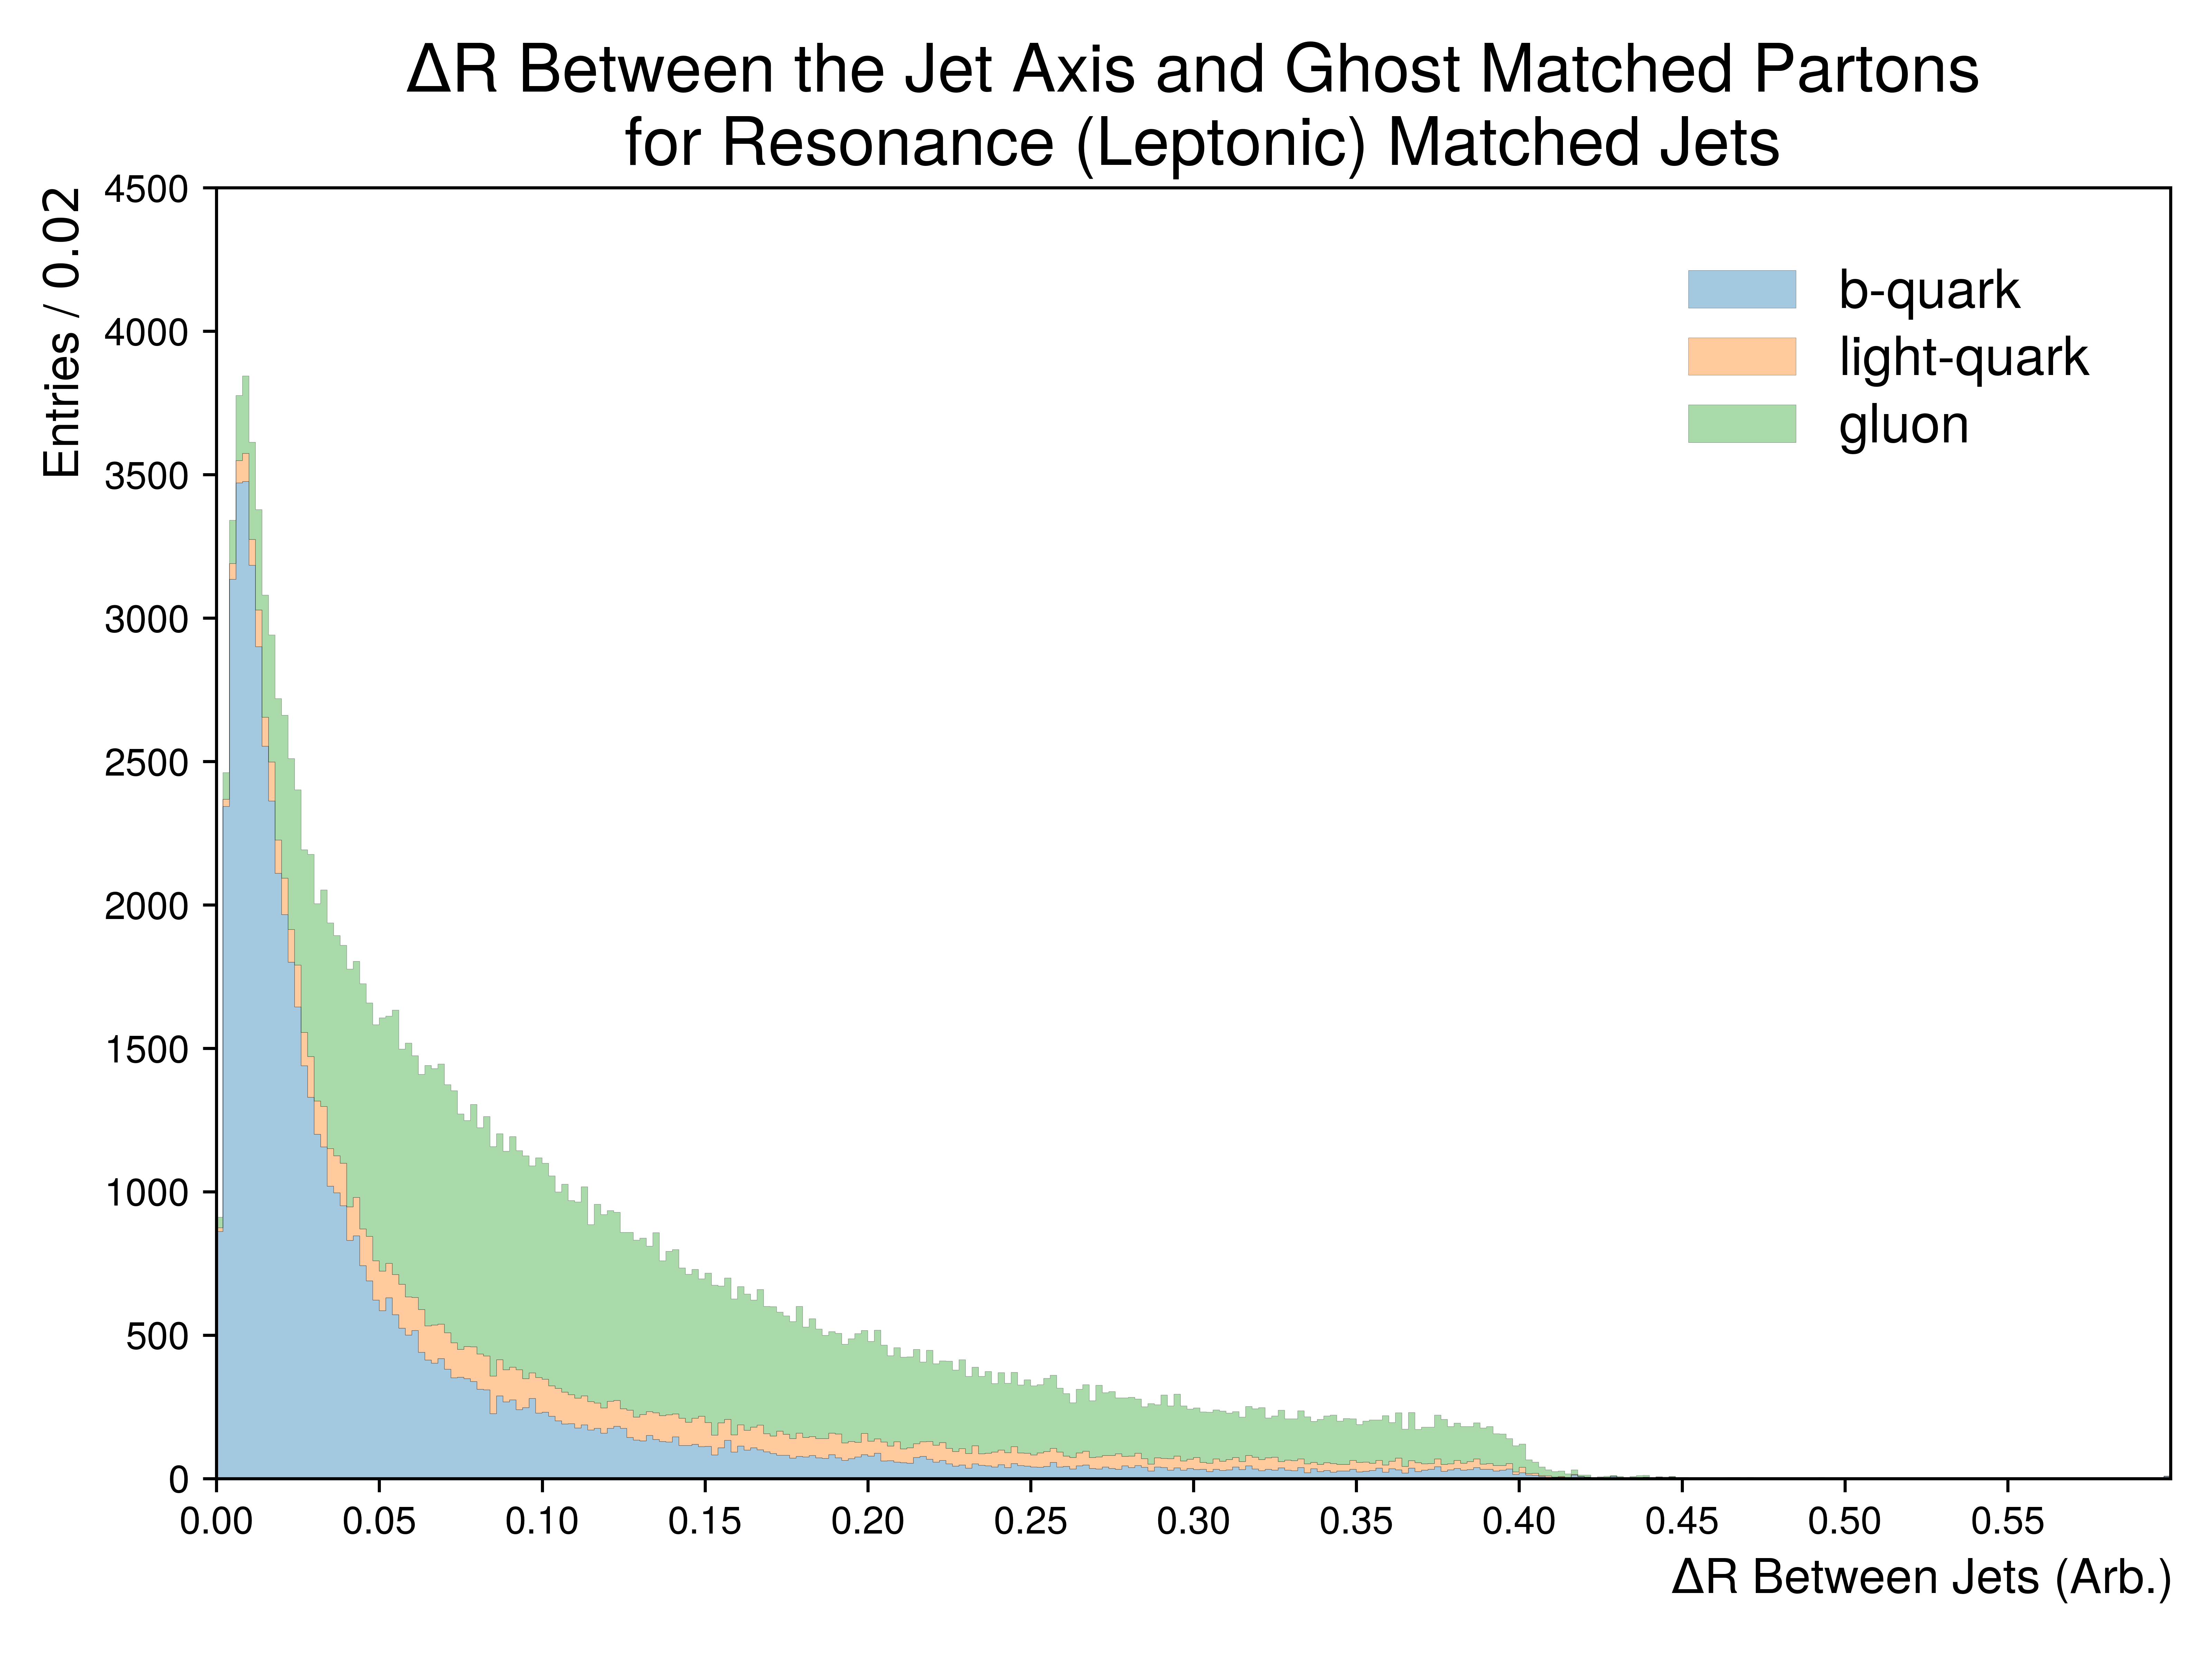 ΔR Between the Jet Axis and Ghost Matched Partons
for Resonance (Leptonic) Matched Jets
Entries / 0.02
4500
4000
3500
3000
2500
2000
1500
1000
500
0
b-quark
light-quark
gluon
0.00 0.05 0.10 0.15 0.20 0.25 0.30 0.35 0.40 0.45 0.50 0.55
ΔR Between Jets (Arb.)